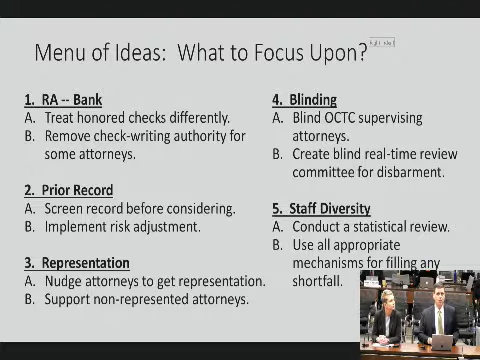 Menu of Ideas: What to Focus Upon?
1. RA -- Bank
A. Treat honored checks differently.
B. Remove check-writing authority for
some attorneys.
2. Prior Record
A. Screen record before considering.
B. Implement risk adjustment.
3. Representation
A. Nudge attorneys to get representation.
B. Support non-represented attorneys.
4. Blinding
A. Blind OCTC supervising
attorneys.
B. Create blind real-time review
committee for disbarment.
5. Staff Diversity
A. Conduct a statistical review.
B. Use all appropriate
mechanisms for filling any
shortfall.